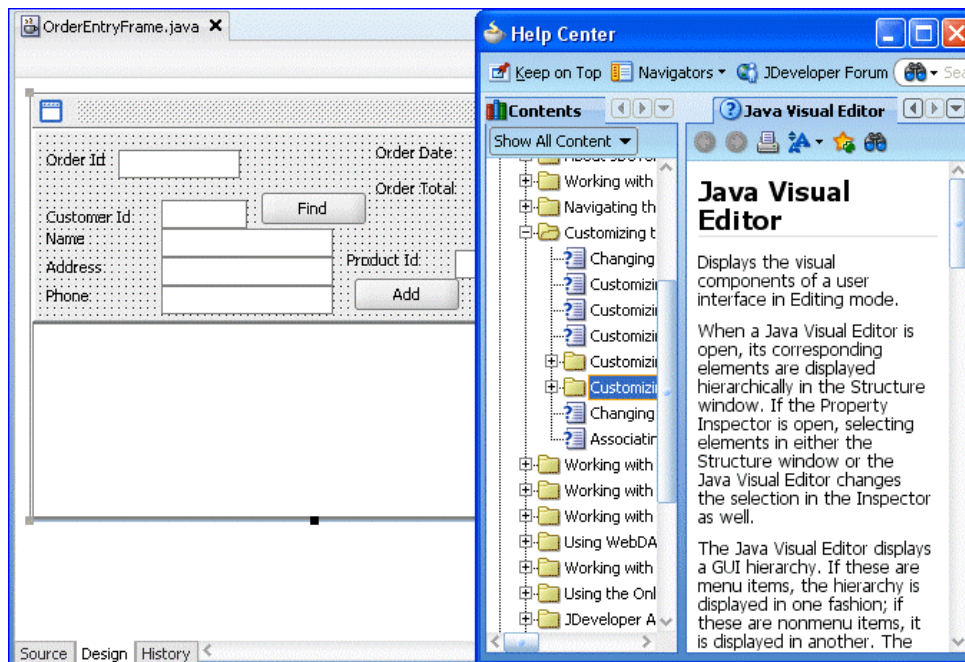 OrderEntryFrame.java
Order Id:
Order Date:
Order Total:
Customer Id:
Find
Name
Address
Product Id:
Phone:
Add
Source Design History
Help Center
Keep on Top Navigators JDeveloper Forum Sea
Contents
Show All Content
Working with
Navigating th
Customizing t
Changing
Customizi
Customizi
Customizi
Customizi
Customizi
Changing
Associatin
Working with
Working with
Working with
Using WebDA
Working with
Using the Onl
JDeveloper A
Java Visual Editor
Java Visual
Editor
Displays the visual
components of a user
interface in Editing mode.
When a Java Visual Editor is
open, its corresponding
elements are displayed
hierarchically in the Structure
window. If the Property
Inspector is open, selecting
elements in either the
Structure window or the
Java Visual Editor changes
the selection in the Inspector
as well.
The Java Visual Editor displays
a GUI hierarchy. If these are
menu items, the hierarchy is
displayed in one fashion; if
these are nonmenu items, it
is displayed in another. The